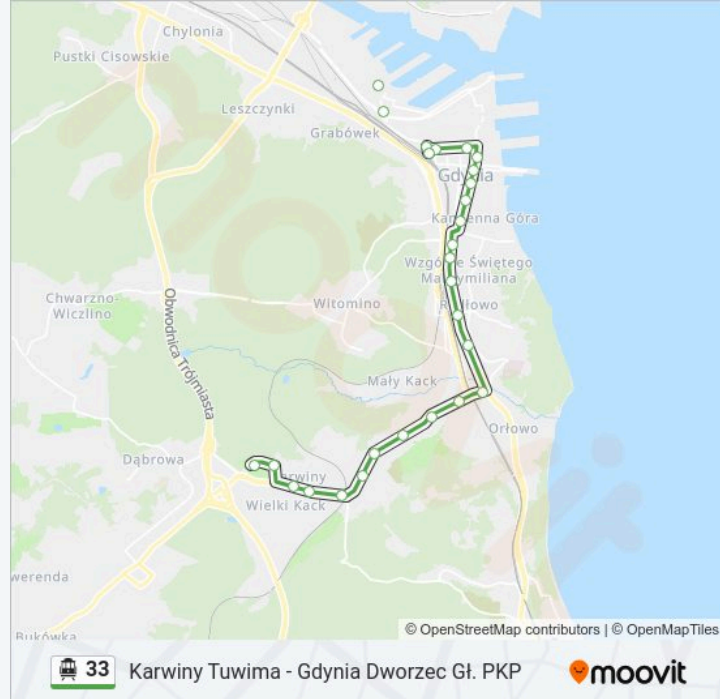 Chylonia
Pustki Cisowskie
Leszczynki
Grabówek
Gdynia
Kamienna Góra
Wzgórze Świętego
Maksymiliana
Chwarzno-
Wiczlino
Witomino
Redłowo
Obwodnica Trójmiasta
Mały Kack
Orłowo
Dąbrowa
Karwiny
Wielki Kack
werenda
Bukówka
© OpenStreetMap contributors | © OpenMapTiles
33 Karwiny Tuwima - Gdynia Dworzec Gł. PKP
moovit